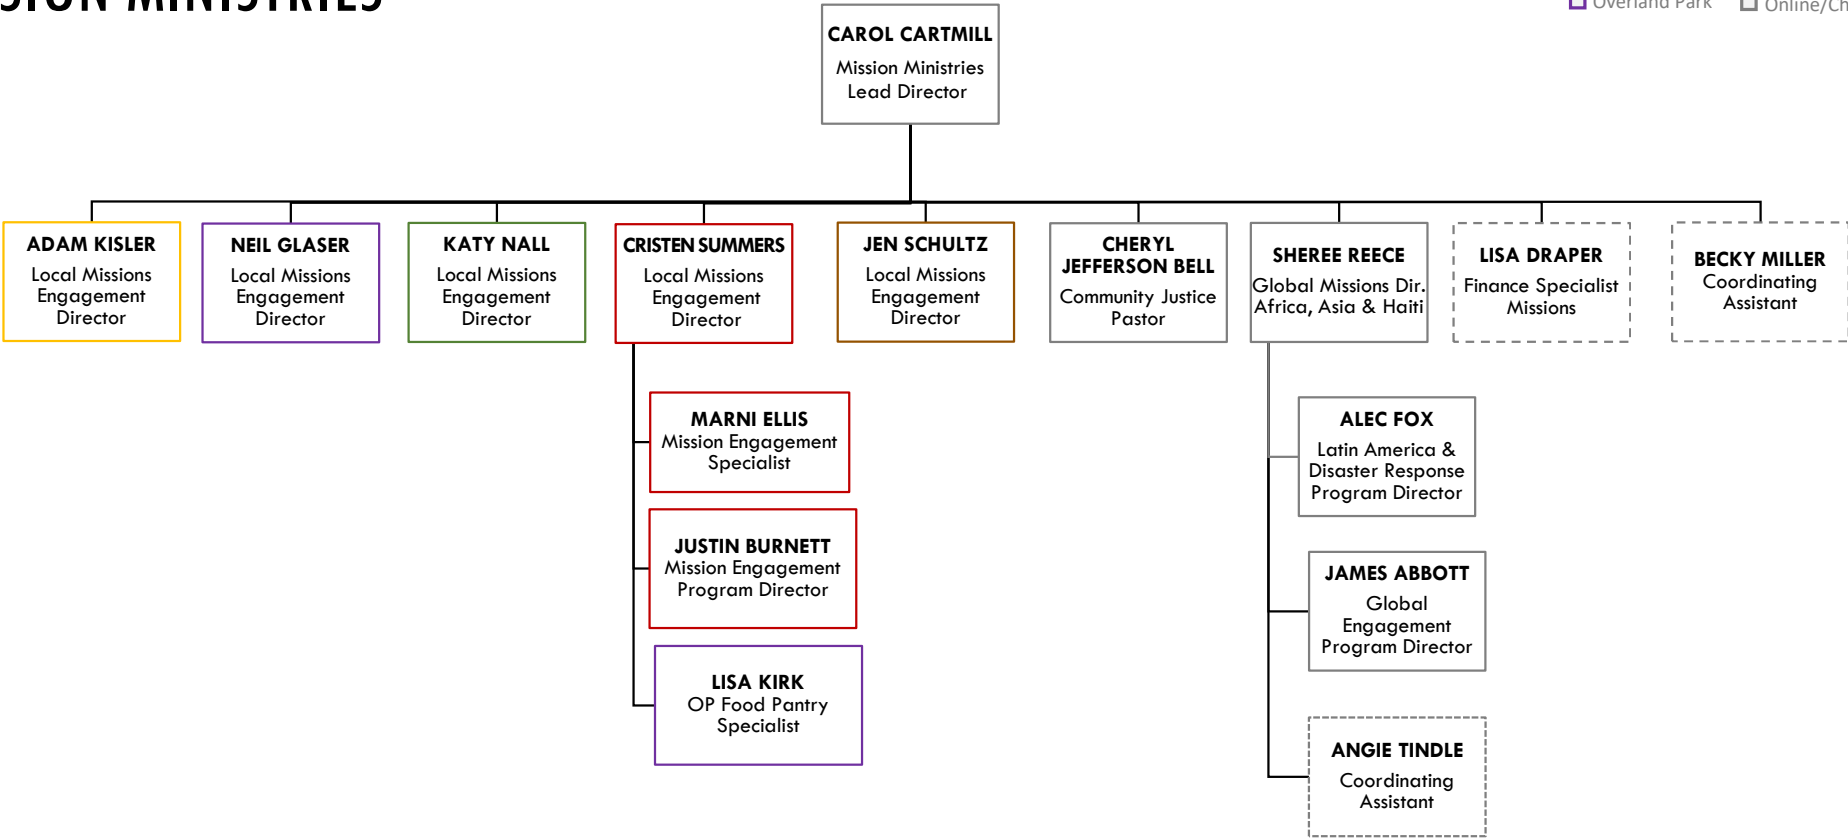 MINISTRIES
Overland Park
CAROL CARTMILL
Mission Ministries
Lead Director
ADAM KISLER
Local Missions
Engagement
Director
NEIL GLASER
Local Missions
Engagement
Director
KATY NALL
Local Missions
Engagement
Director
CRISTEN SUMMERS
Local Missions
Engagement
Director
JEN SCHULTZ
Local Missions
Engagement
Director
CHERYL
JEFFERSON BELL
Community Justice
Pastor
SHEREE REECE
Global Missions Dir.
Africa, Asia & Haiti
LISA DRAPER
Finance Specialist
Missions
BECKY MILLER
Coordinating
Assistant
MARNI ELLIS
Mission Engagement
Specialist
JUSTIN BURNETT
Mission Engagement
Program Director
LISA KIRK
OP Food Pantry
Specialist
ALEC FOX
Latin America &
Disaster Response
Program Director
JAMES ABBOTT
Global
Engagement
Program Director
ANGIE TINDLE
Coordinating
Assistant